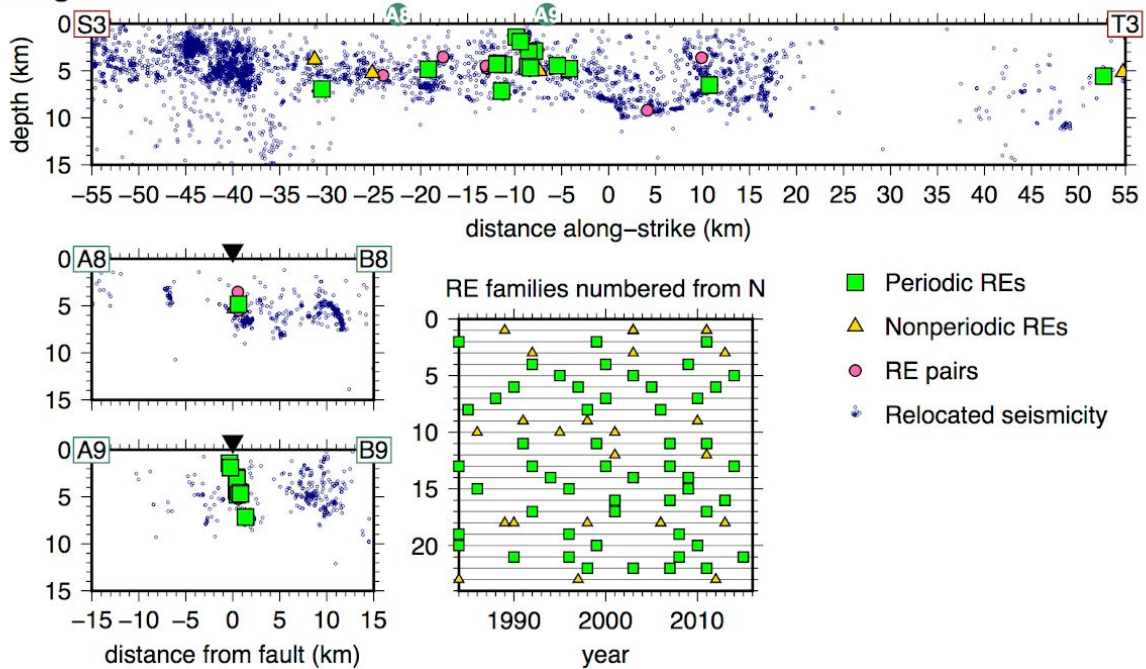 A8 A9
S3 T3
0
5
10
15
depth (km)
−55 −50 −45 −40 −35 −30 −25 −20 −15 −10 −5 0 5 10 15 20 25 30 35 40 45 50 55
distance along−strike (km)
A8 B8
0
5
10
15
A9 B9
0
5
10
15
−15 −10 −5 0 5 10 15
distance from fault (km)
RE families numbered from N
0
5
10
15
20
1990 2000 2010
year
Periodic REs
Nonperiodic REs
RE pairs
Relocated seismicity